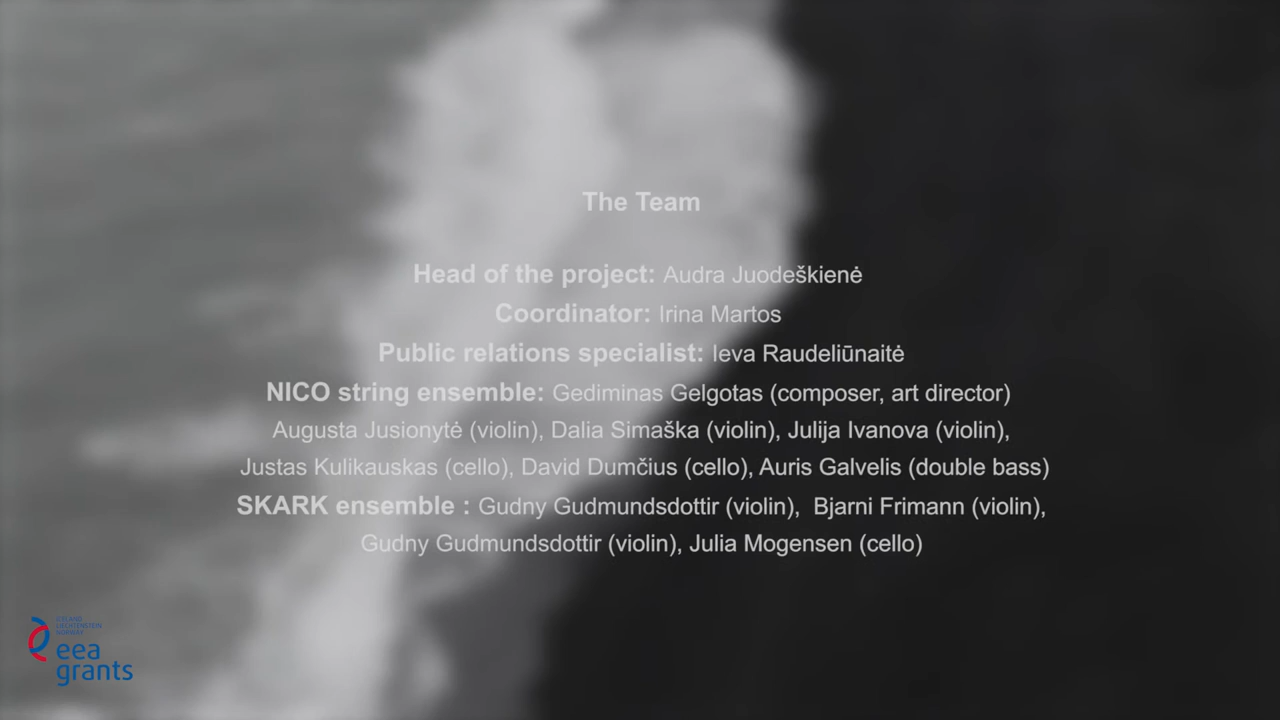 The Team
Head of the project: Audra Juodeškienė
Coordinator: Irina Martos
Public relations specialist: Ieva Raudeliūnaitė
NICO string ensemble: Gediminas Gelgotas (composer, art director)
Augusta Jusionytė (violin), Dalia Simaška (violin), Julija Ivanova (violin),
Justas Kulikauskas (cello), David Dumčius (cello), Auris Galvelis (double bass)
SKARK ensemble : Gudny Gudmundsdottir (violin),  Bjarni Frimann (violin),
Gudny Gudmundsdottir (violin), Julia Mogensen (cello)
ICELAND
LIECHTENSTEIN
NORWAY
eea
grants